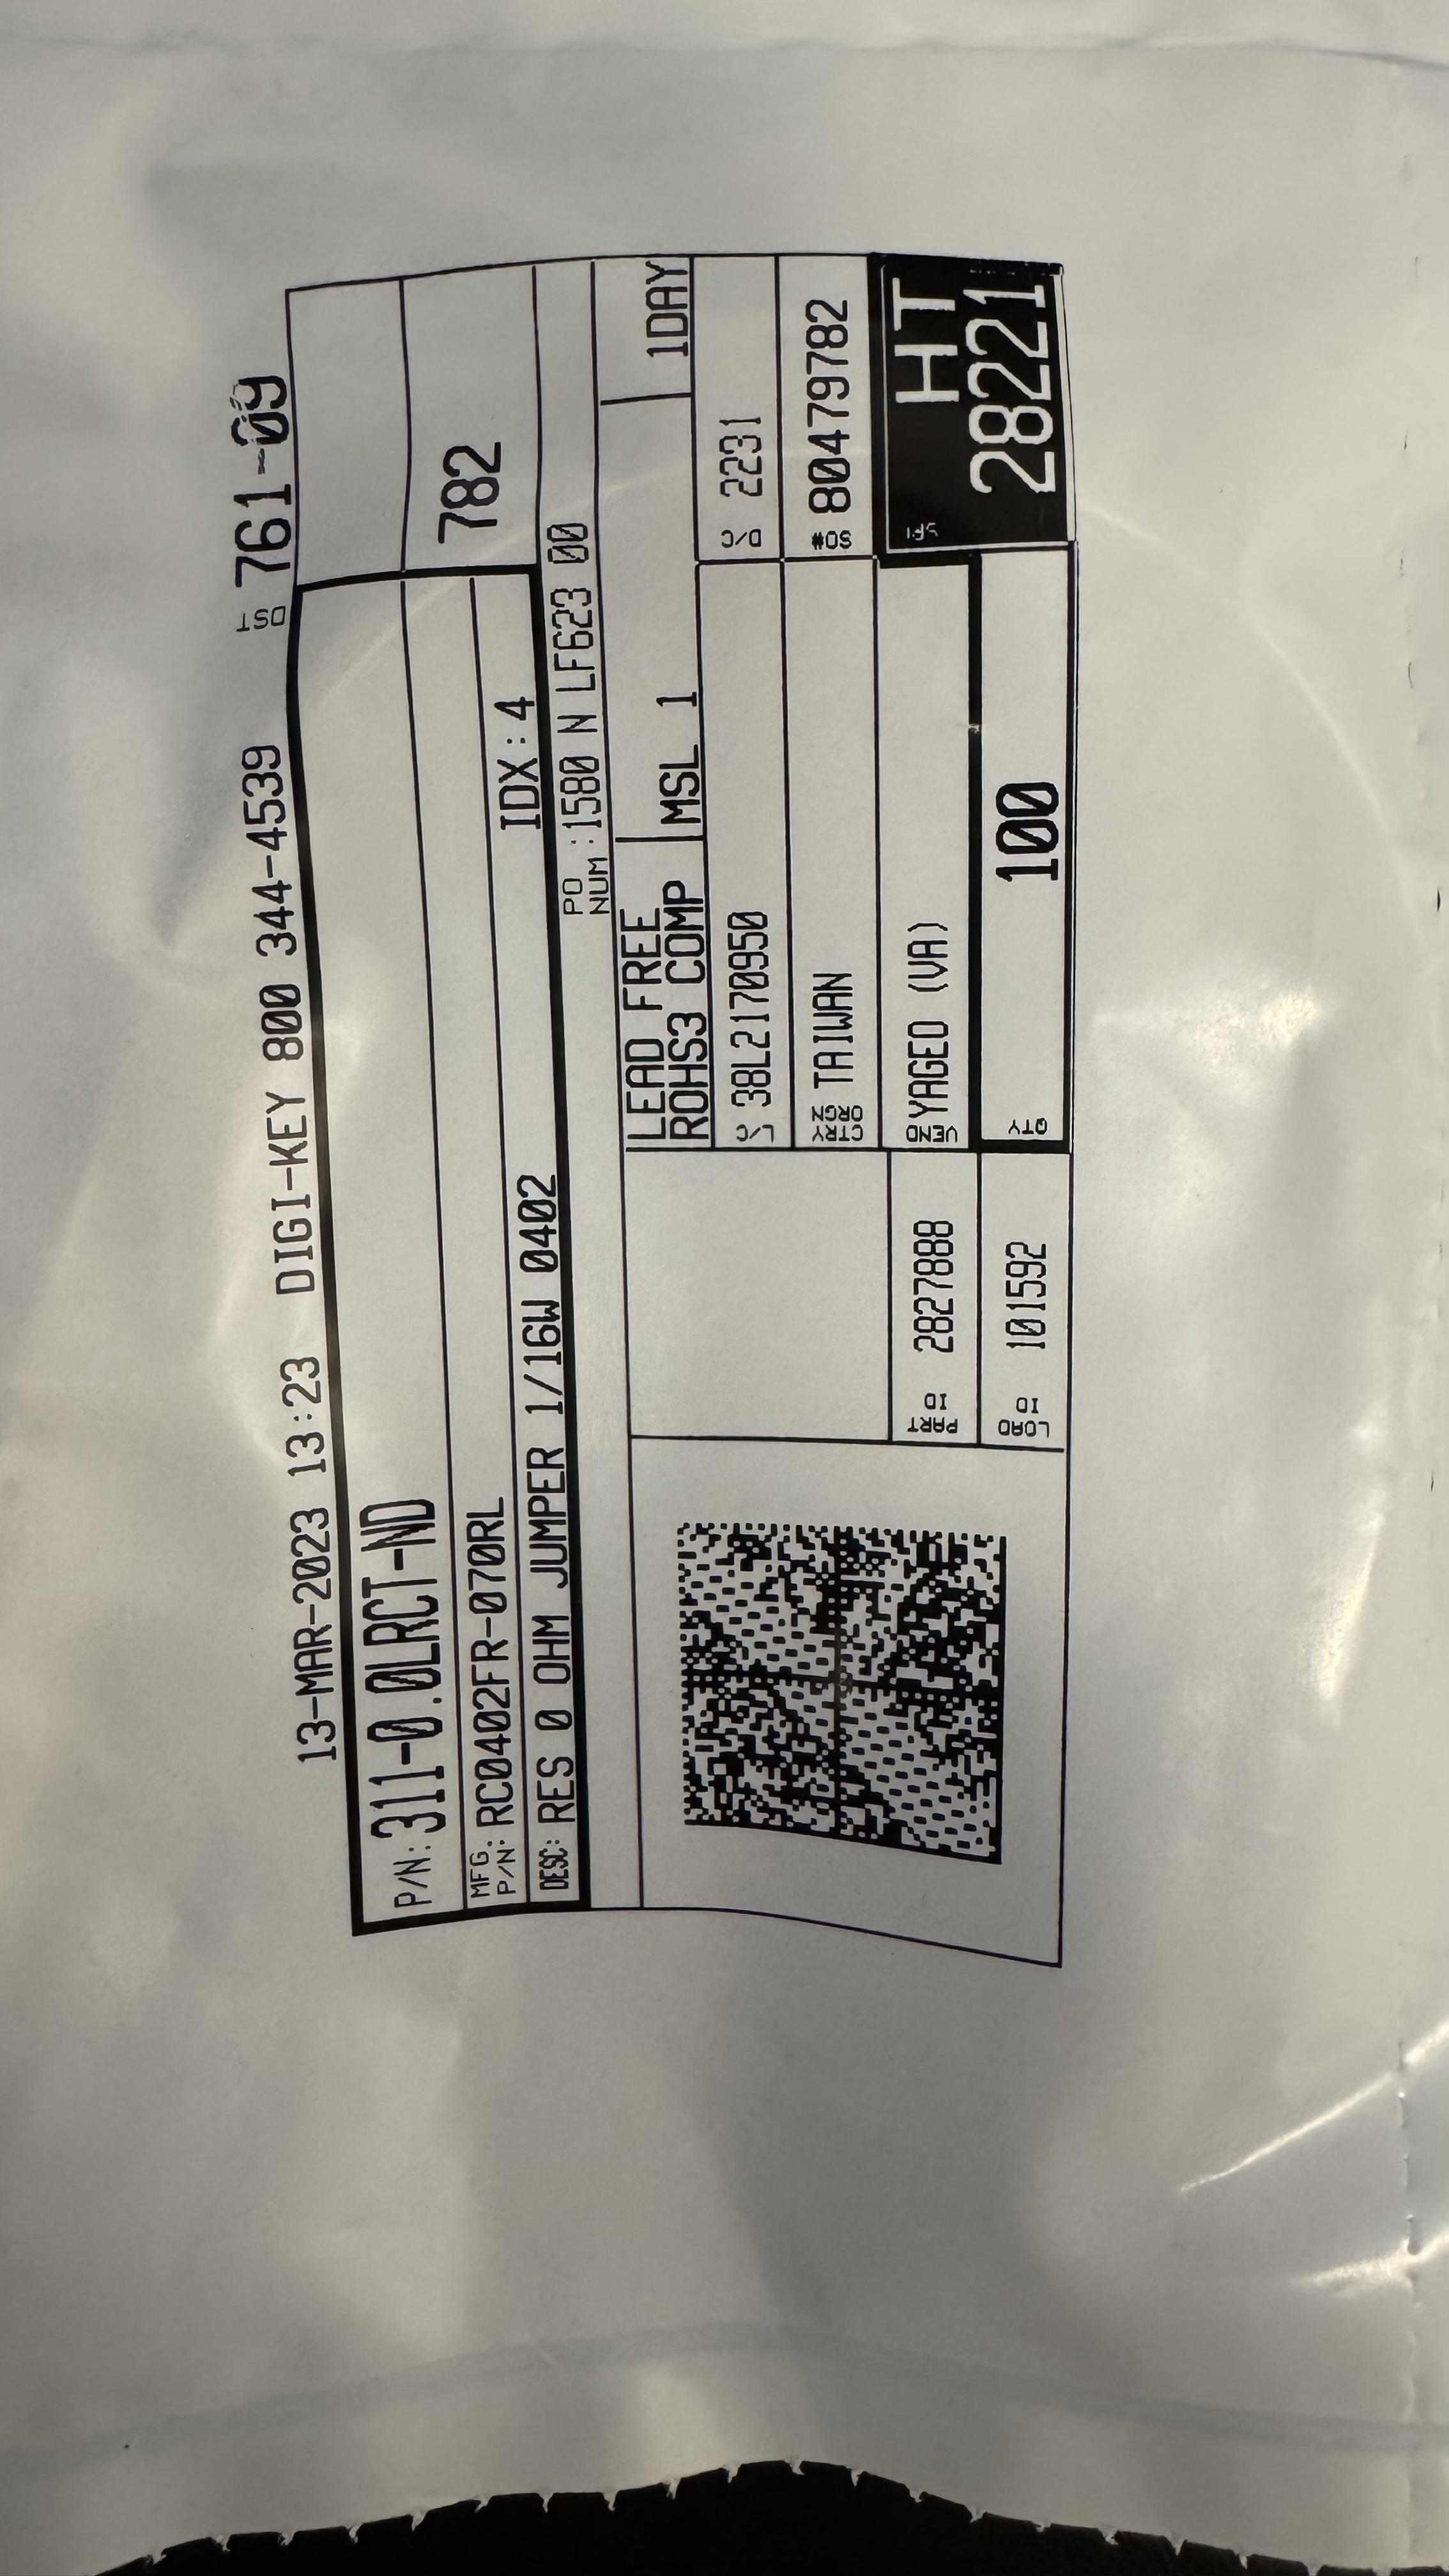 13-MAR-2023 13:23 DIGI-KEY 800 344-4539 DST 761-09
P/N: 311-0.0LRCT-ND
782
MFG. P/N: RC0402FR-070RL
DESC: RES 0 OHM JUMPER 1/16W 0402 IDX:4
PO NUM :1580 N LF623 00
LEAD FREE
ROHS3 COMP
MSL 1
1DAY
L/C 38L2170950
D/C 2231
CTRY ORGN TAIWAN
SO# 80479782
PART ID 2827888
VEND YAGEO (VA)
HT
28221
LOAD ID 101592
QTY 100